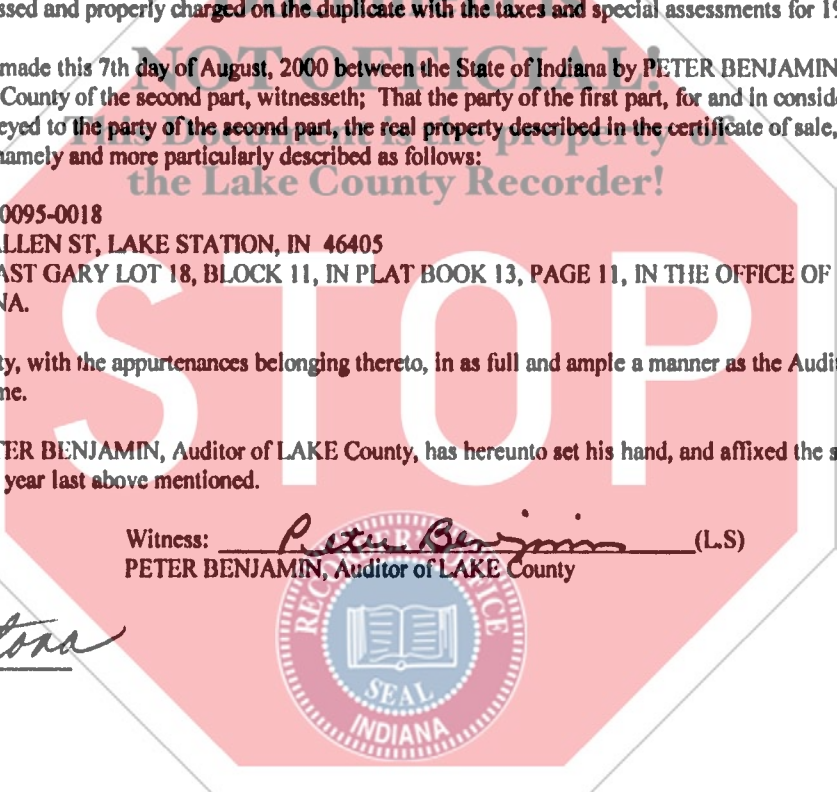 ssed and properly charged on the duplicate with the taxes and special assessments for 1
NOT OFFICIAL!
made this 7th day of August, 2000 between the State of Indiana by PETER BENJAMIN
County of the second part, witnesseth; That the party of the first part, for and in conside
This Document is the property of
eyed to the party of the second part, the real property described in the certificate of sale,
namely and more particularly described as follows:
the Lake County Recorder!
0095-0018
ALLEN ST, LAKE STATION, IN 46405
AST GARY LOT 18, BLOCK 11, IN PLAT BOOK 13, PAGE 11, IN THE OFFICE OF
NA.
STOP
ty, with the appurtenances belonging thereto, in as full and ample a manner as the Audit
ne.
TER BENJAMIN, Auditor of LAKE County, has hereunto set his hand, and affixed the s
year last above mentioned.
Witness: Peter Benjamin (L.S)
PETER BENJAMIN, Auditor of LAKE County
tona
RECORDER'S OFFICE
SEAL
INDIANA